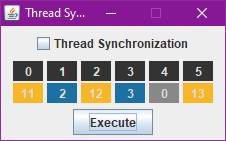 Thread Sy...
Thread Synchronization
0 1 2 3 4 5
11 2 12 3 0 13
Execute